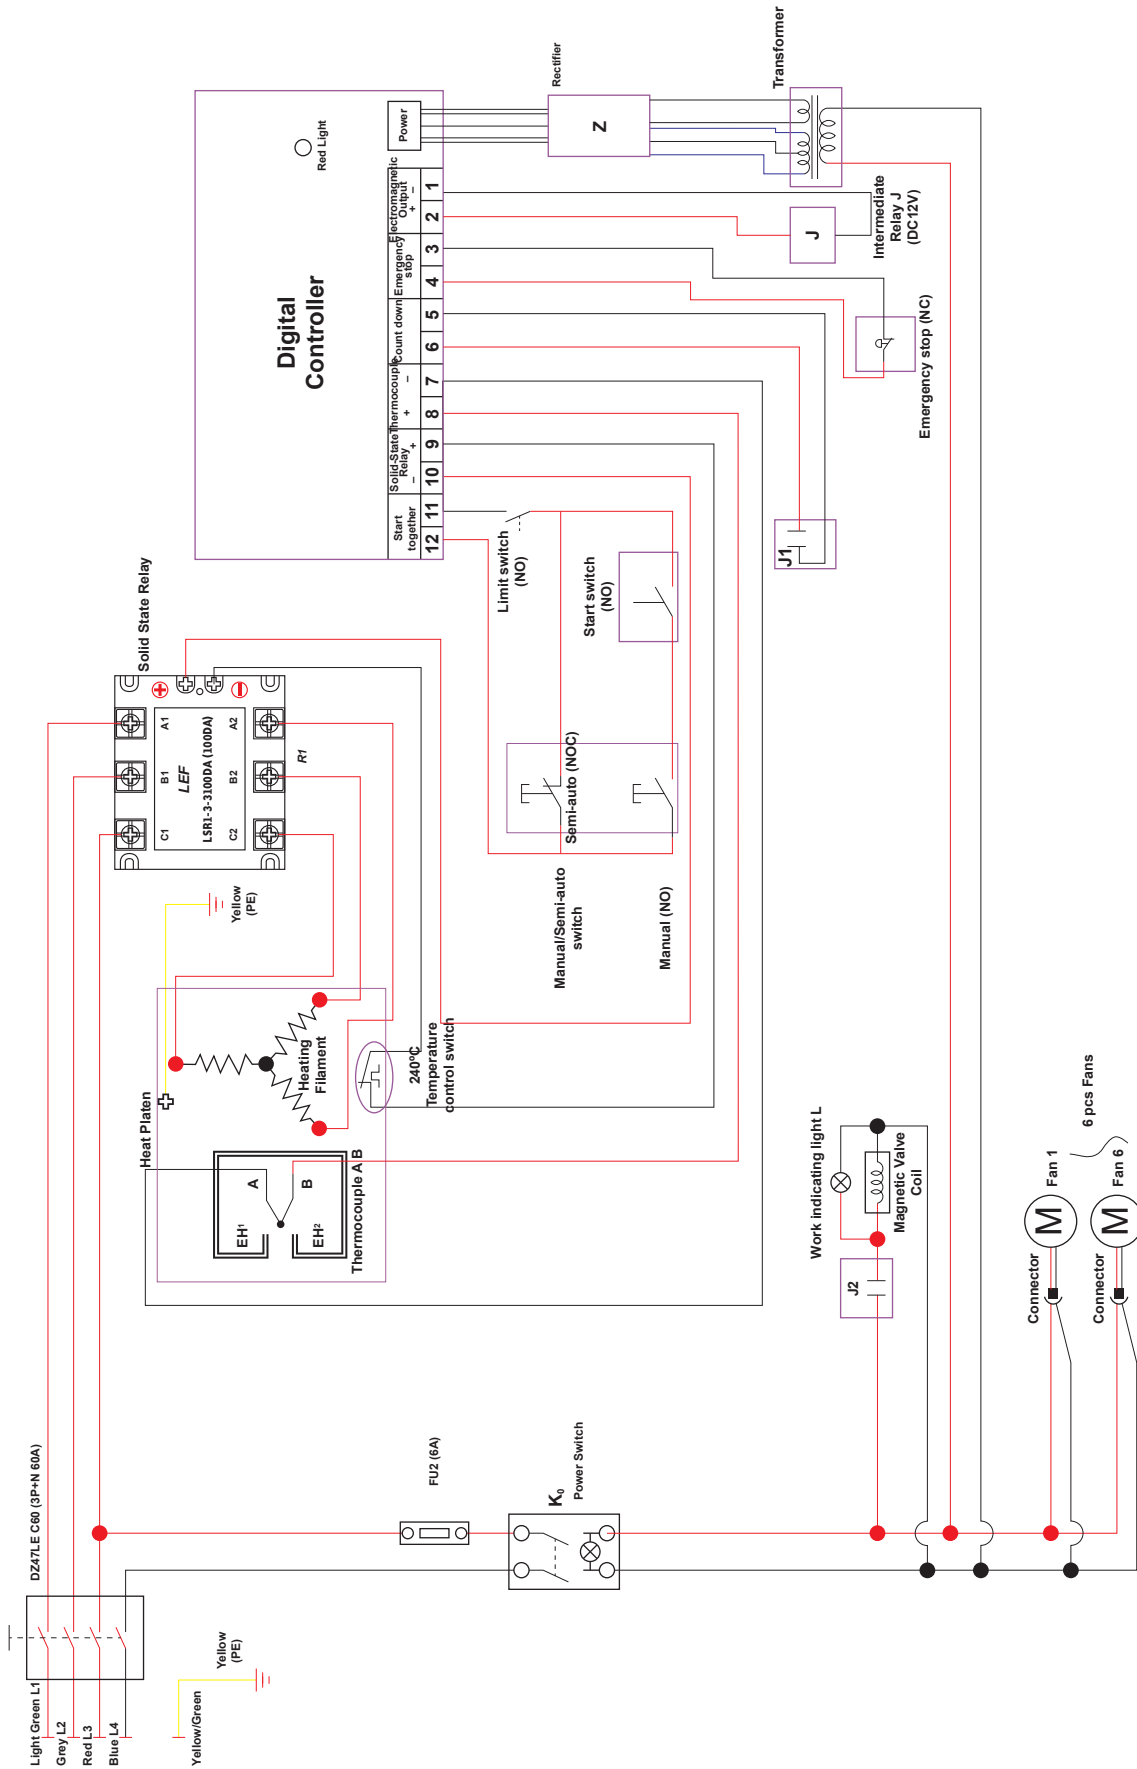 Light Green L1
Grey L2
Red L3
Blue L4
Yellow/Green
Yellow
(PE)
DZ47LE C60 (3P+N 60A)
FU2 (6A)
K0
Power Switch
Heat Platen
EH1
EH2
A
B
Thermocouple A B
Heating
Filament
240°C
Temperature
control switch
Yellow
(PE)
Solid State Relay
C1
B1
A1
LEF
LSR1-3-3100DA (100DA)
C2
B2
A2
R1
Digital
Controller
Red Light
Start
together
Solid-State
Relay
− +
Thermocouple
+ −
Count down
Emergency
stop
Electromagnetic
Output
+ −
Power
12
11
10
9
8
7
6
5
4
3
2
1
Rectifier
Z
Transformer
J
Intermediate
Relay J
(DC12V)
Emergency stop (NC)
J1
Limit switch
(NO)
Start switch
(NO)
Semi-auto (NOC)
Manual/Semi-auto
switch
Manual (NO)
Work indicating light L
Magnetic Valve
Coil
J2
6 pcs Fans
Fan 1
M
Connector
Fan 6
M
Connector